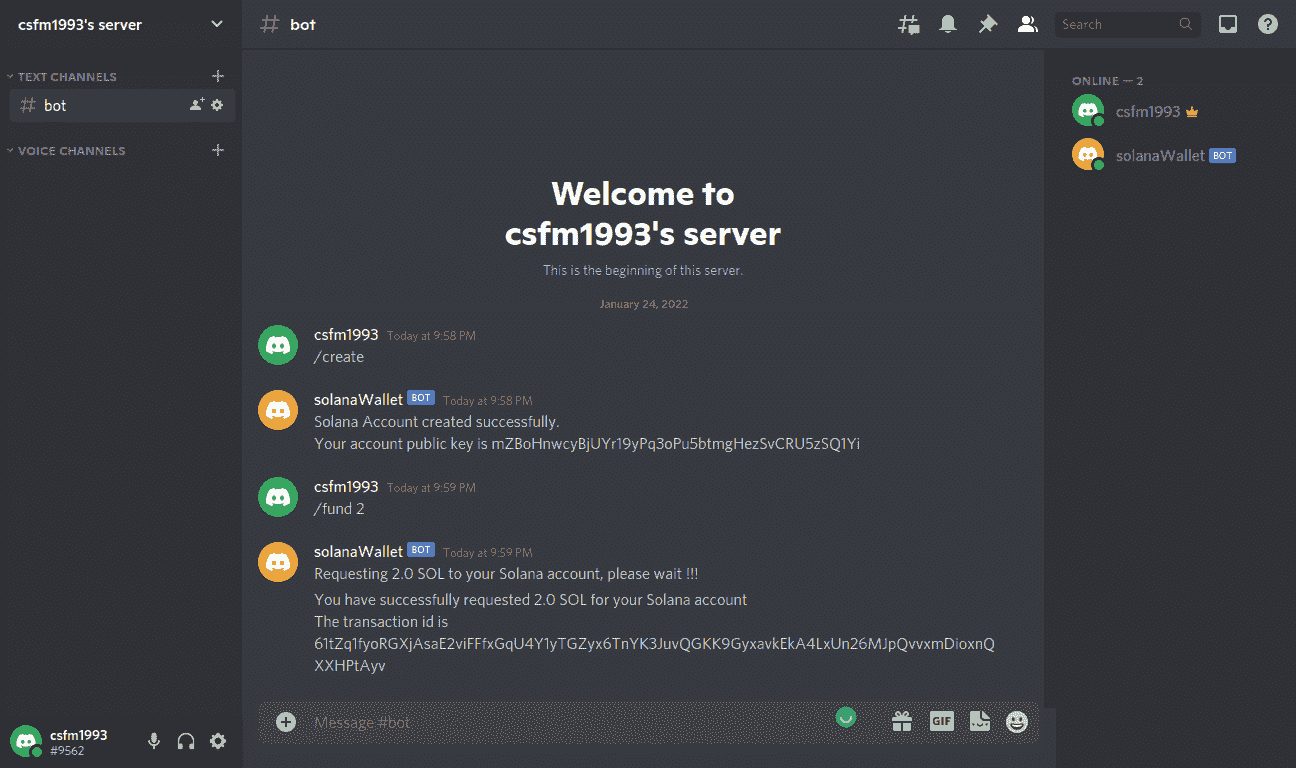 csfm1993's server
TEXT CHANNELS
bot
VOICE CHANNELS
csfm1993
#9562
bot
Search
Welcome to
csfm1993's server
This is the beginning of this server.
January 24, 2022
csfm1993 Today at 9:58 PM
/create
solanaWallet BOT Today at 9:58 PM
Solana Account created successfully.
Your account public key is mZBoHnwcyBjUYr19yPq3oPu5btmgHezSvCRU5zSQ1Yi
csfm1993 Today at 9:59 PM
/fund 2
solanaWallet BOT Today at 9:59 PM
Requesting 2.0 SOL to your Solana account, please wait !!!
You have successfully requested 2.0 SOL for your Solana account
The transaction id is
61tZq1fyoRGXjAsaE2viFFfxGqU4Y1yTGZyx6TnYK3JuvQGKK9GyxavkEkA4LxUn26MJpQvvxmDioxnQ
XXHPtAyv
Message #bot
GIF
ONLINE — 2
csfm1993
solanaWallet BOT